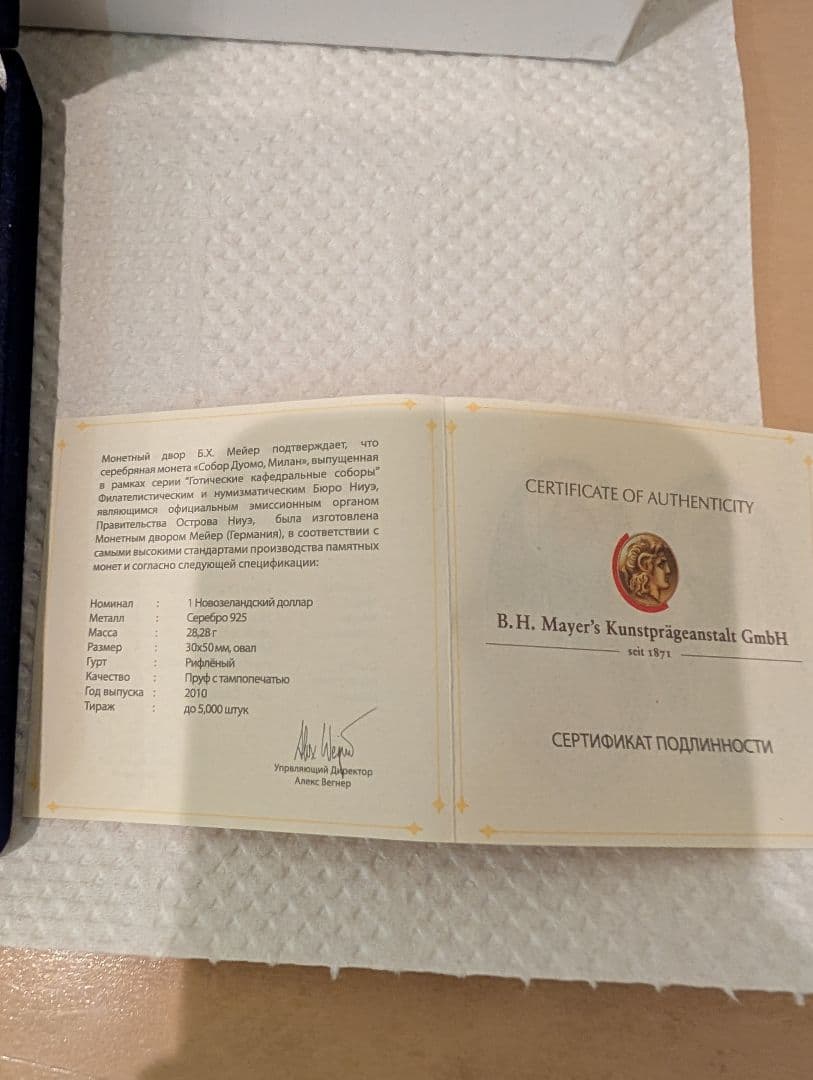 Монетный двор Б.Х. Мейер подтверждает, что
серебряная монета «Собор Дуомо, Милан», выпущенная
в рамках серии "Готические кафедральные соборы"
Филателистическим и нумизматическим Бюро Ниуэ,
являющимся официальным эмиссионным органом
Правительства Острова Ниуэ, была изготовлена
Монетным двором Мейер (Германия), в соответствии с
самыми высокими стандартами производства памятных
монет и согласно следующей спецификации:
Номинал : 1 Новозеландский доллар
Металл : Серебро 925
Масса : 28,28 г
Размер : 30x50 мм, овал
Гурт : Рифлёный
Качество : Пруф с тампопечатью
Год выпуска : 2010
Тираж : до 5,000 штук
Alex Wegner
Упрвляющий Директор
Алекс Вегнер
CERTIFICATE OF AUTHENTICITY
B.H. Mayer's Kunstprägeanstalt GmbH
seit 1871
СЕРТИФИКАТ ПОДЛИННОСТИ